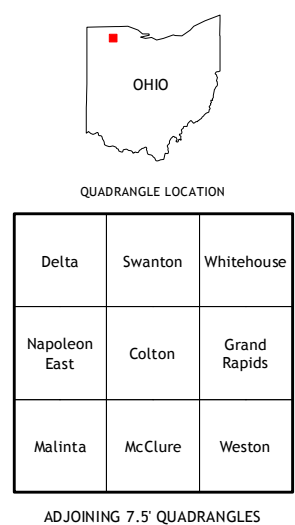 OHIO
QUADRANGLE LOCATION
Delta Swanton Whitehouse
Napoleon
East
Colton
Grand
Rapids
Malinta McClure Weston
ADJOINING 7.5' QUADRANGLES